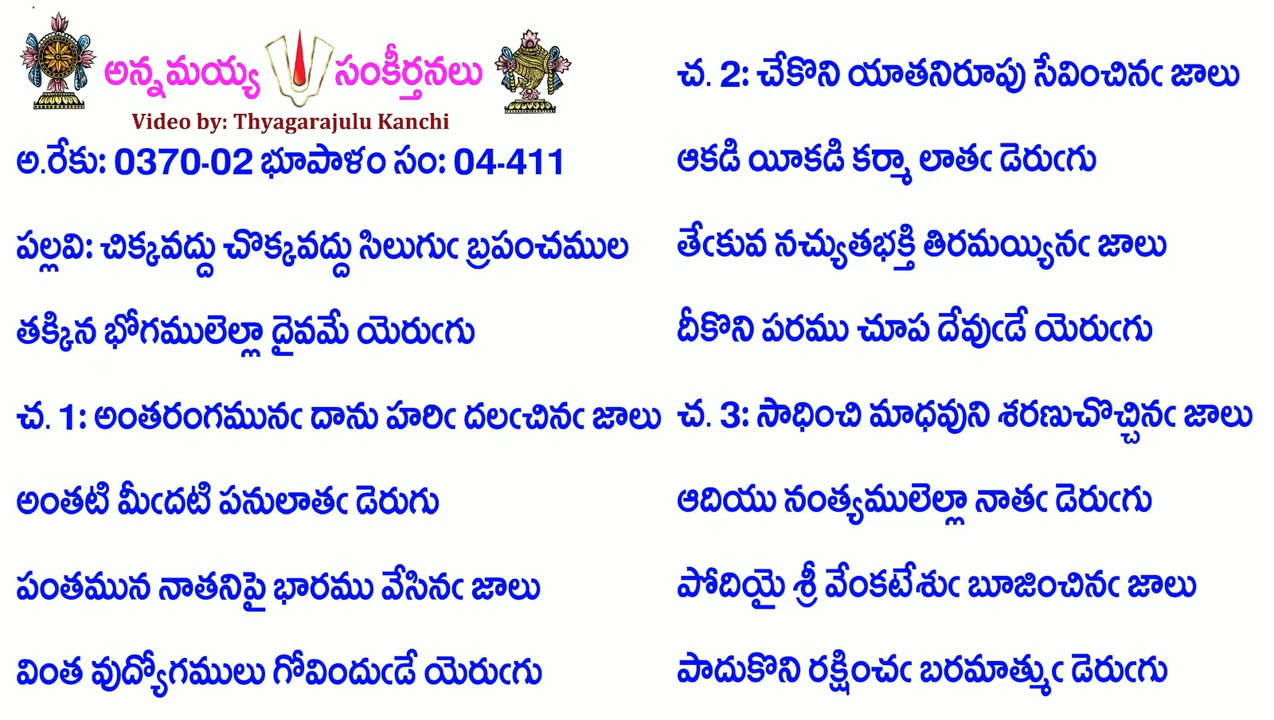 అన్నమయ్య సంకీర్తనలు
Video by: Thyagarajulu Kanchi
అ.రేకు: 0370-02 భూపాళం సం: 04-411
పల్లవి: చిక్కవద్దు చొక్కవద్దు సిలుగుఁ బ్రపంచముల
తక్కిన భోగములెల్లా దైవమే యెరుఁగు
చ. 1: అంతరంగమునఁ దాను హరిఁ దలఁచినఁ జాలు
అంతటి మీఁదటి పనులాతఁ డెరుగు
పంతమున నాతనిపై భారము వేసినఁ జాలు
వింత వుద్యోగములు గోవిందుఁడే యెరుఁగు
చ. 2: చేకొని యాతనిరూపు సేవించినఁ జాలు
ఆకడి యీకడి కర్మా లాతఁ డెరుఁగు
తేఁకువ నచ్యుతభక్తి తిరమయ్యినఁ జాలు
దీకొని పరము చూప దేవుఁడే యెరుఁగు
చ. 3: సాధించి మాధవుని శరణుచొచ్చినఁ జాలు
ఆదియు నంత్యములెల్లా నాతఁ డెరుఁగు
పోదియై శ్రీ వేంకటేశుఁ బూజించినఁ జాలు
పాదుకొని రక్షించఁ బరమాత్ముఁ డెరుఁగు